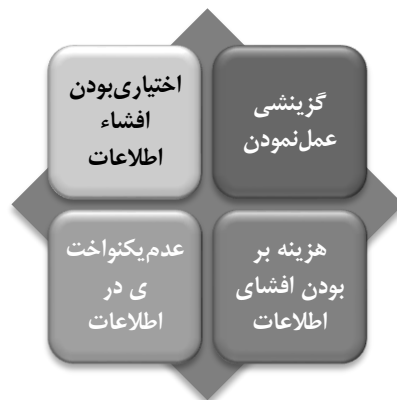 گزینشی
عمل‌نمودن
اختیاری‌بودن
افشاء
اطلاعات
هزینه بر
بودن افشای
اطلاعات
عدم‌یکنواخت
ی در
اطلاعات